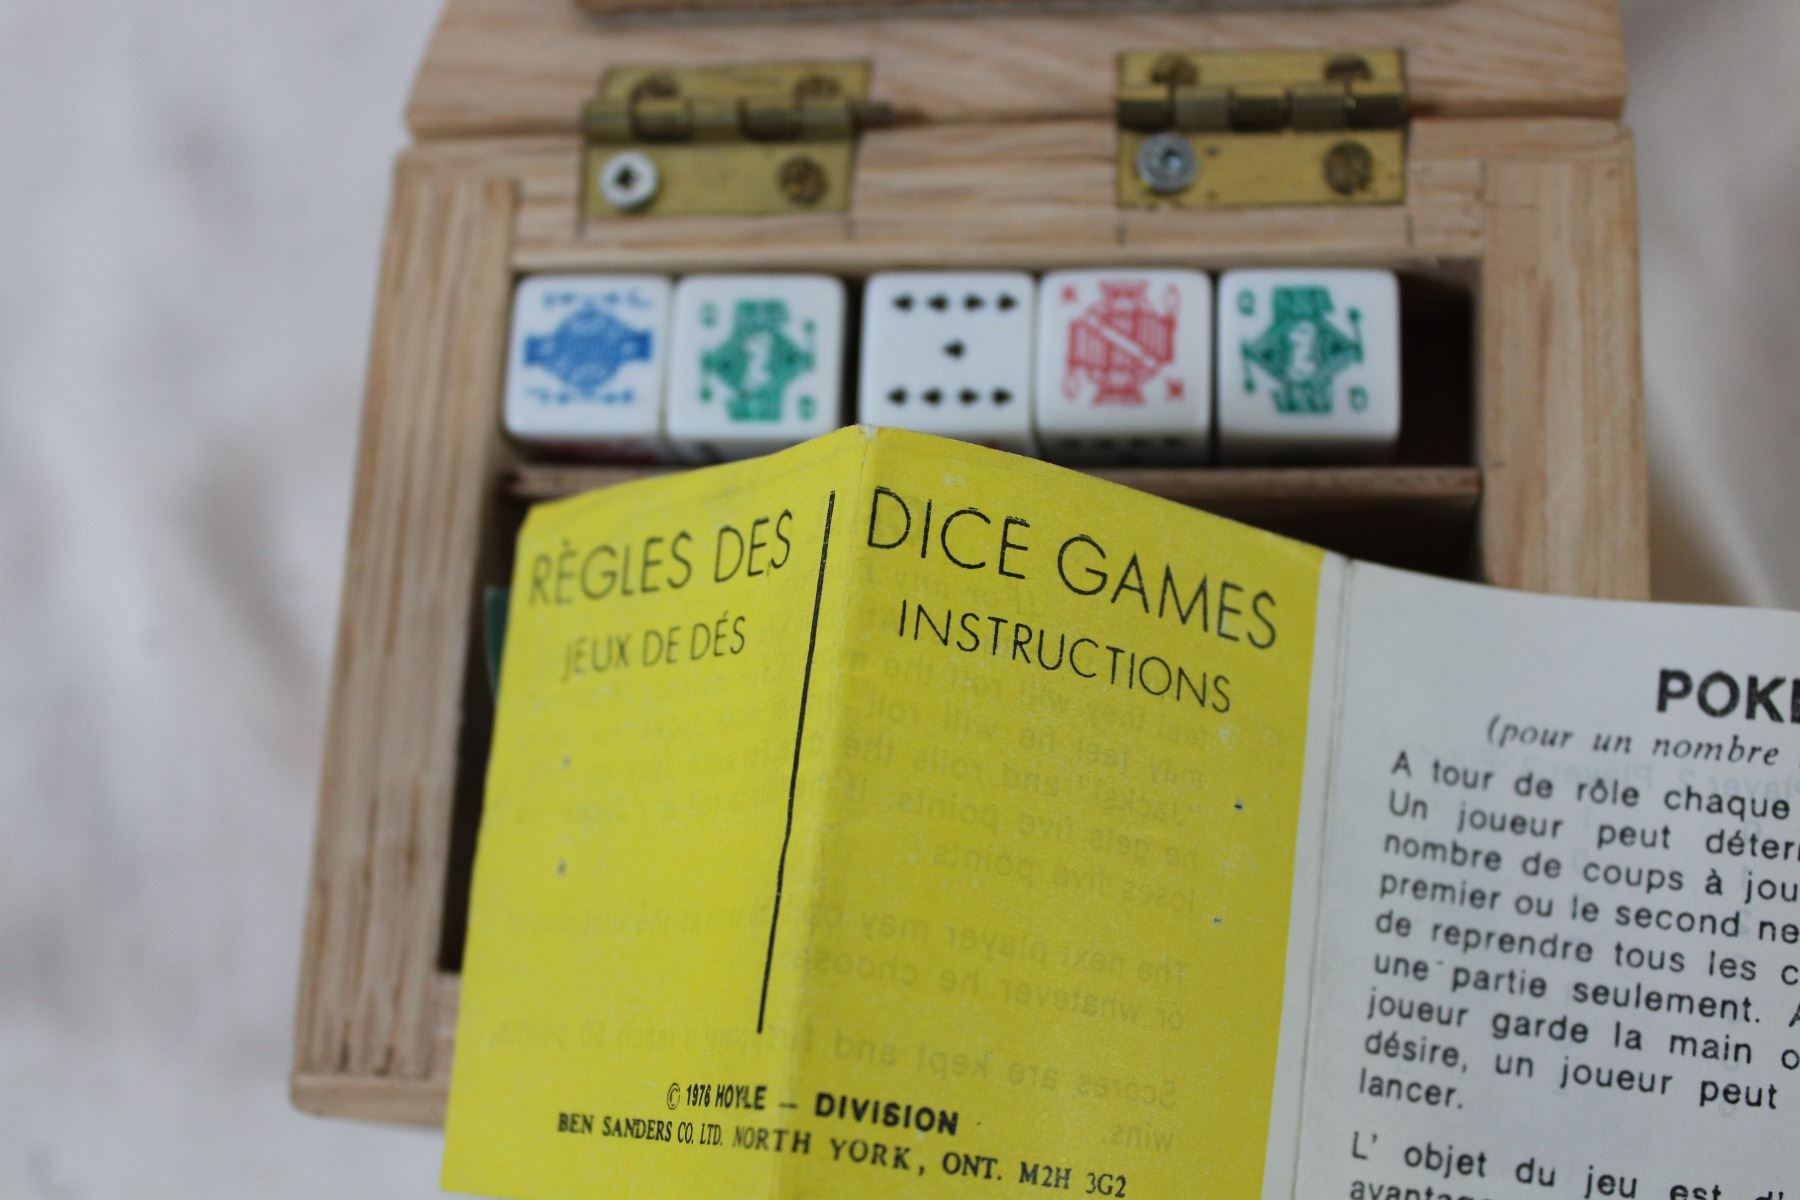 RÈGLES DES
JEUX DE DÉS
DICE GAMES
INSTRUCTIONS
© 1976 HOYLE — DIVISION
BEN SANDERS CO. LTD. NORTH YORK, ONT. M2H 3G2
POKE
(pour un nombre
A tour de rôle chaque
Un joueur peut déter
nombre de coups à jou
premier ou le second ne
de reprendre tous les c
une partie seulement. A
joueur garde la main o
désire, un joueur peut
lancer.
L' objet du jeu est d'
avantage